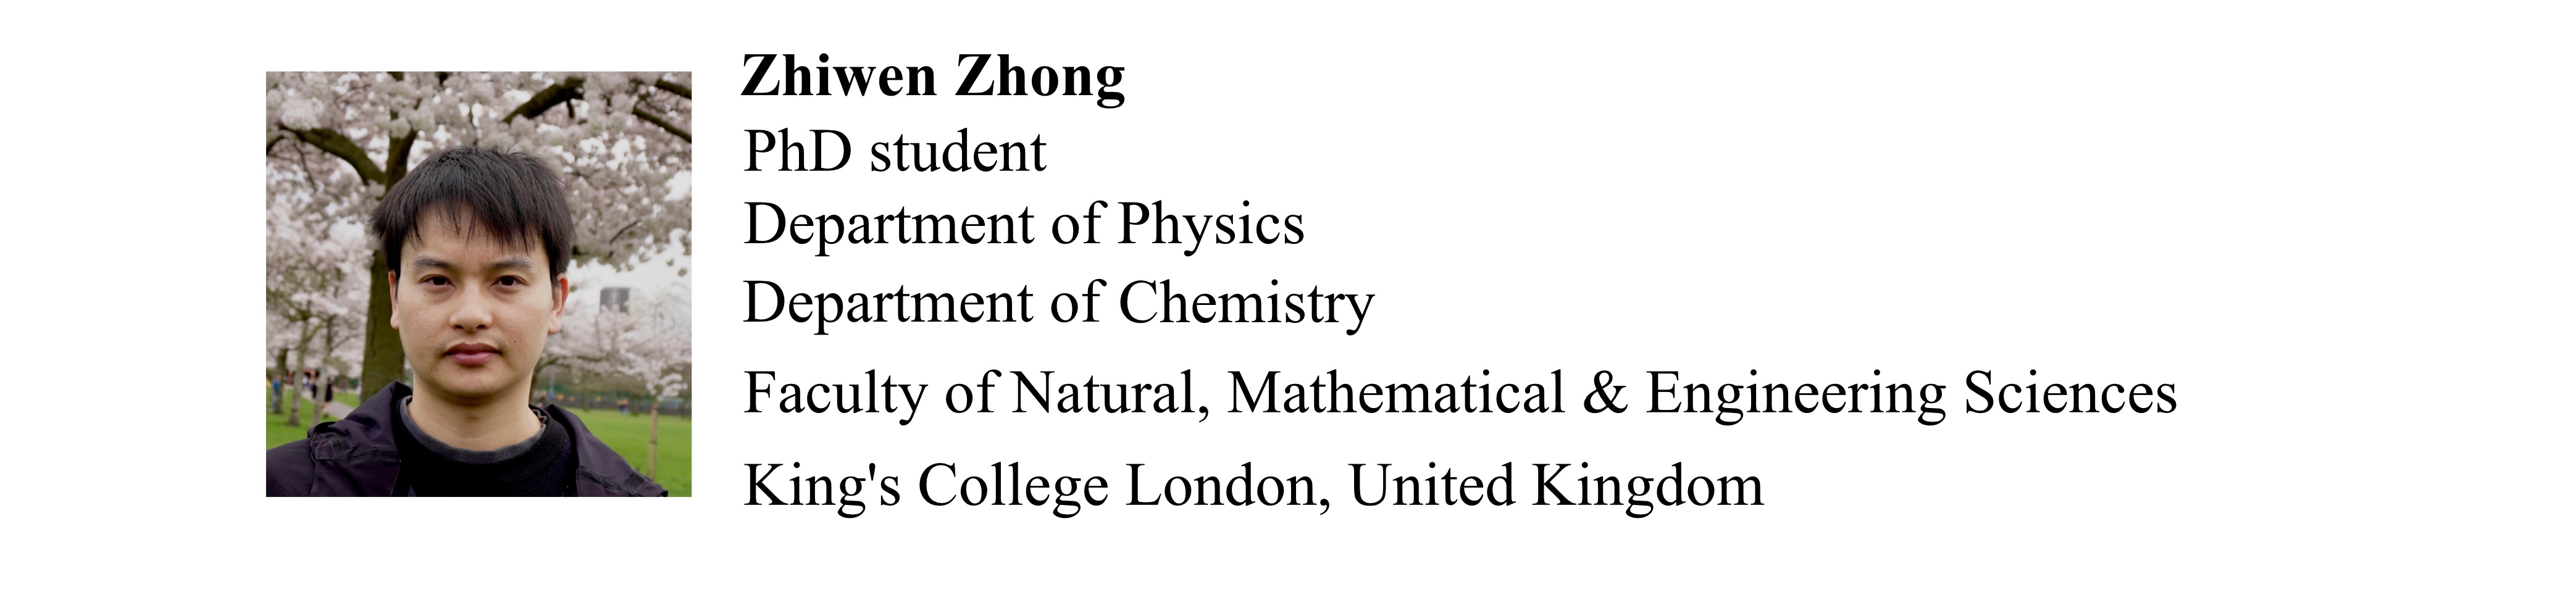 Zhiwen Zhong
PhD student
Department of Physics
Department of Chemistry
Faculty of Natural, Mathematical & Engineering Sciences
King's College London, United Kingdom